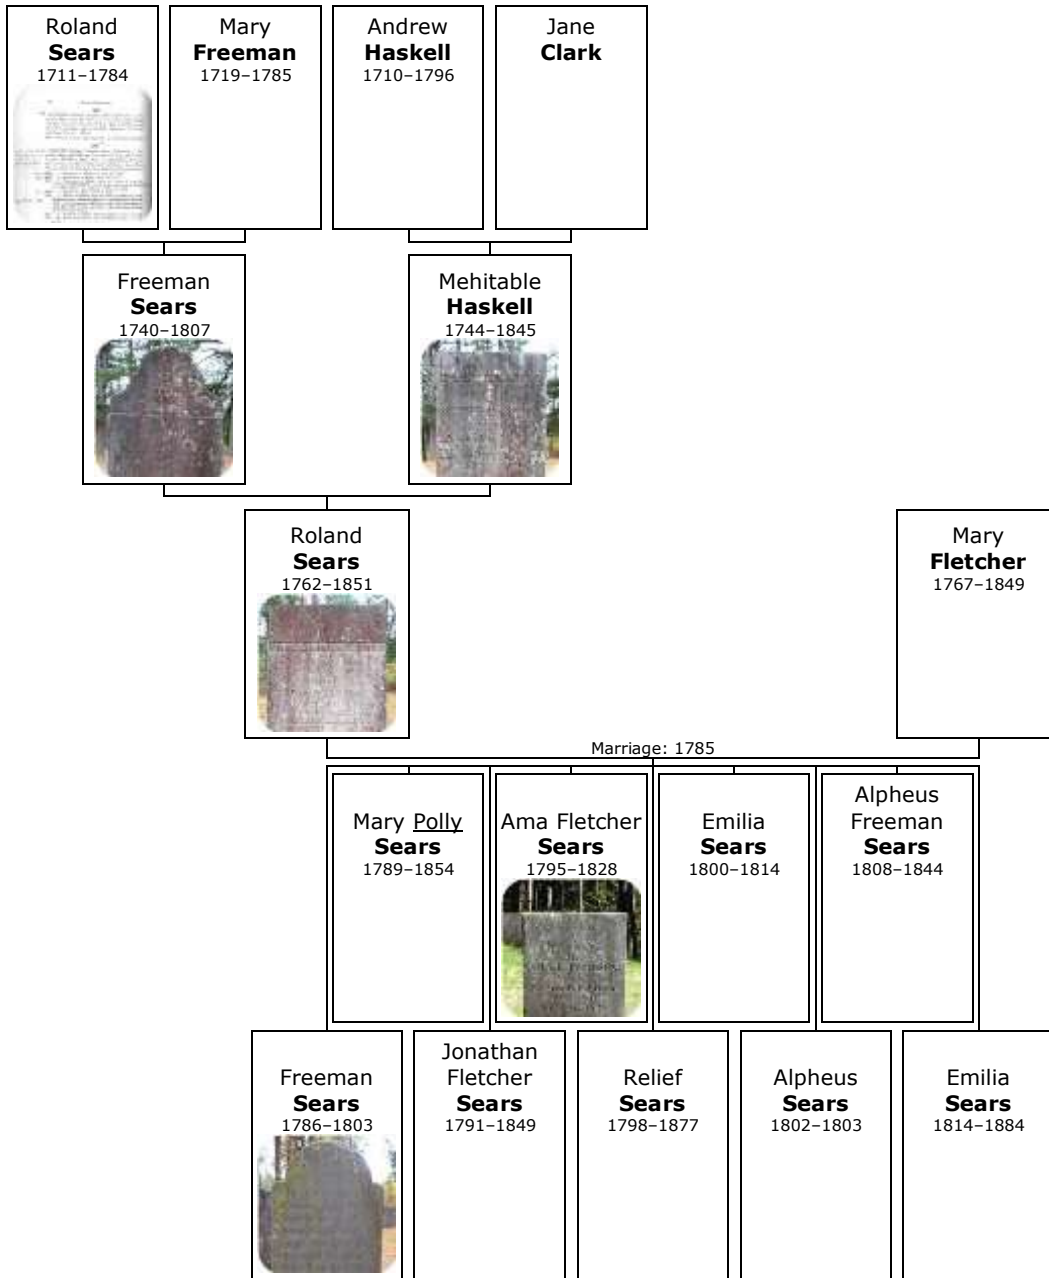 Roland
Sears
1711–1784
Mary
Freeman
1719–1785
Andrew
Haskell
1710–1796
Jane
Clark
Freeman
Sears
1740–1807
Mehitable
Haskell
1744–1845
Roland
Sears
1762–1851
Mary
Fletcher
1767–1849
Marriage: 1785
Mary Polly
Sears
1789–1854
Ama Fletcher
Sears
1795–1828
Emilia
Sears
1800–1814
Alpheus
Freeman
Sears
1808–1844
Freeman
Sears
1786–1803
Jonathan
Fletcher
Sears
1791–1849
Relief
Sears
1798–1877
Alpheus
Sears
1802–1803
Emilia
Sears
1814–1884